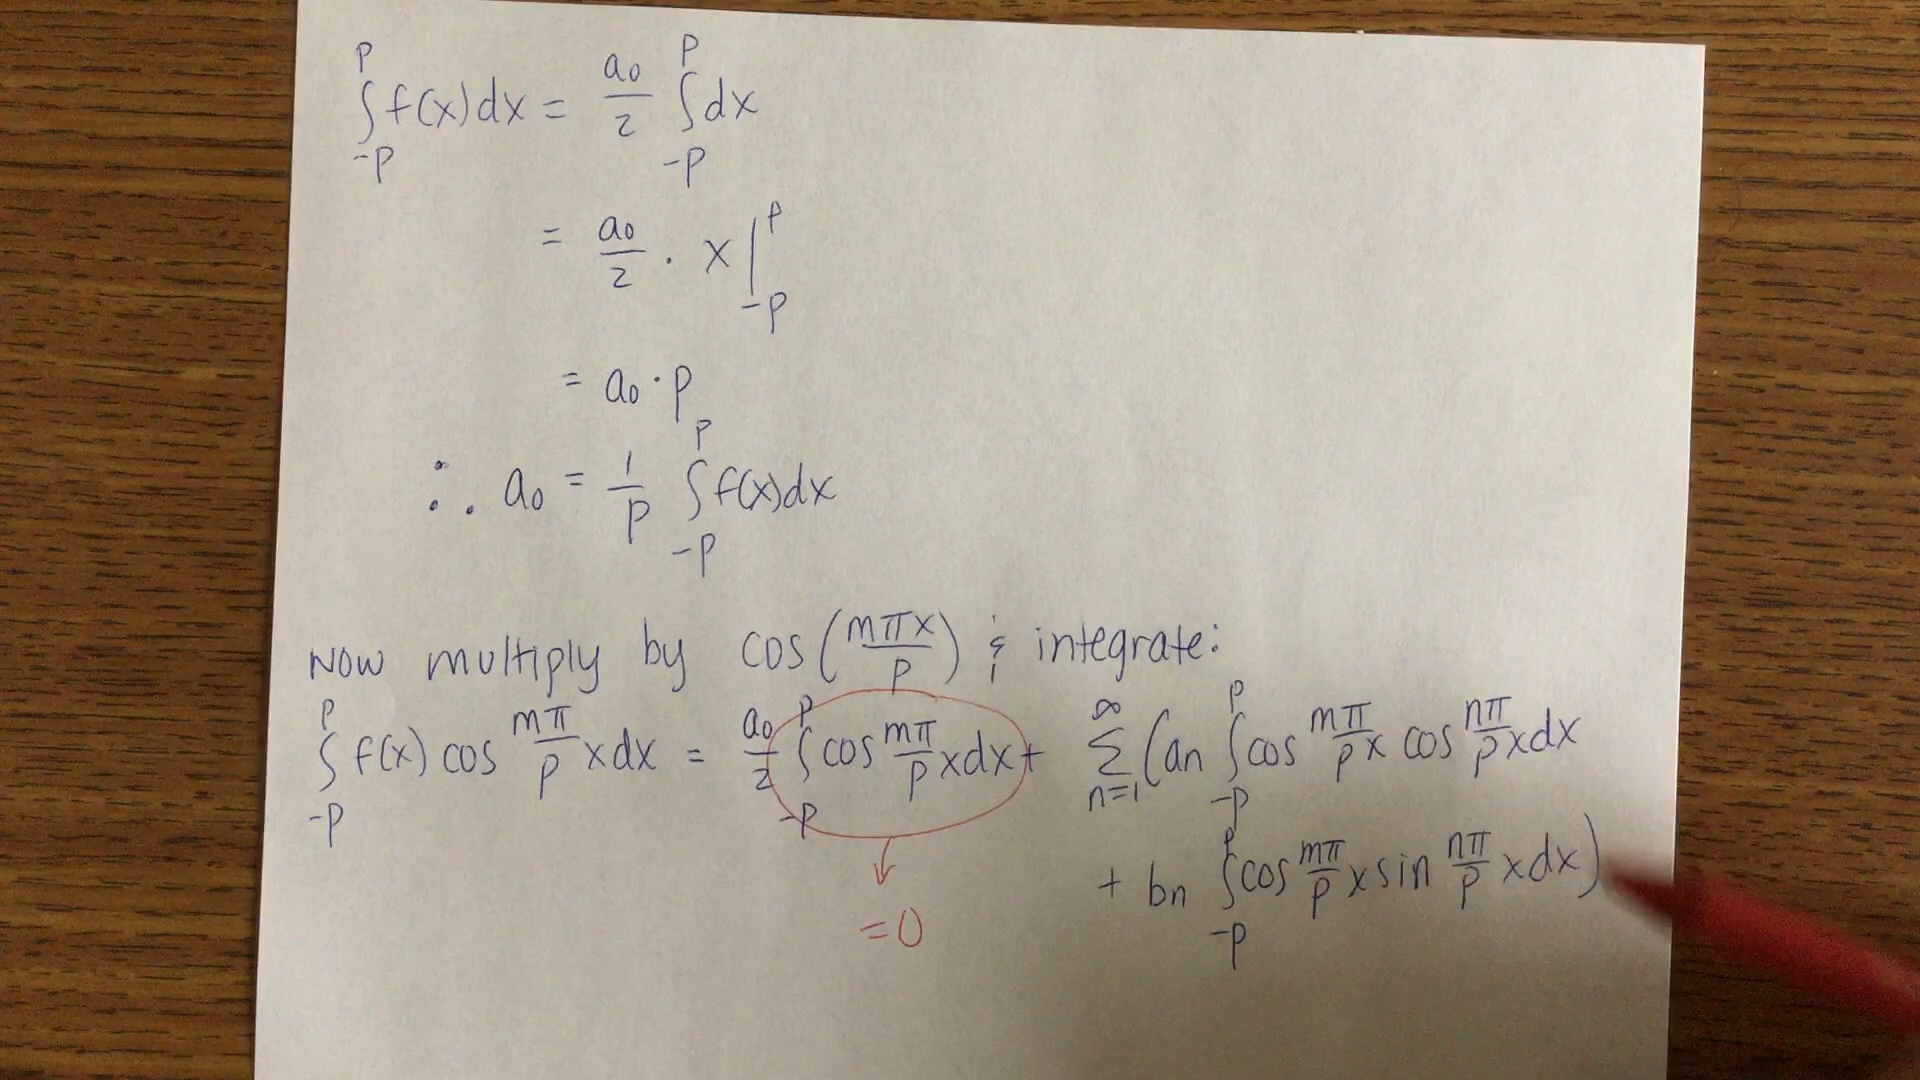 ∫_{-p}^{p} f(x)dx = a₀/2 ∫_{-p}^{p} dx
= a₀/2 · x |_{-p}^{p}
= a₀ · p
∴ a₀ = 1/p ∫_{-p}^{p} f(x)dx
Now multiply by cos(mπx/p) & integrate:
∫_{-p}^{p} f(x) cos mπ/p x dx = a₀/2 ∫_{-p}^{p} cos mπ/p x dx + ∑_{n=1}^{∞} (an ∫_{-p}^{p} cos mπ/p x cos nπ/p x dx
+ bn ∫_{-p}^{p} cos mπ/p x sin nπ/p x dx)
↓
= 0